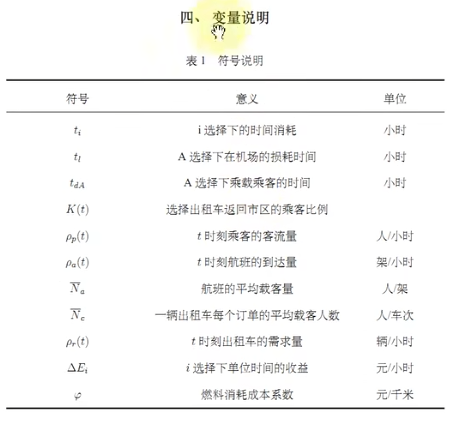 四、 变量说明
表 1 符号说明
符号 意义 单位
t_i i 选择下的时间消耗 小时
t_l A 选择下在机场的损耗时间 小时
t_{dA} A 选择下乘载乘客的时间 小时
K(t) 选择出租车返回市区的乘客比例
ρ_p(t) t 时刻乘客的客流量 人/小时
ρ_a(t) t 时刻航班的到达量 架/小时
N̅_a 航班的平均载客量 人/架
N̅_c 一辆出租车每个订单的平均载客人数 人/车次
ρ_r(t) t 时刻出租车的需求量 辆/小时
ΔE_i i 选择下单位时间的收益 元/小时
φ 燃料消耗成本系数 元/千米